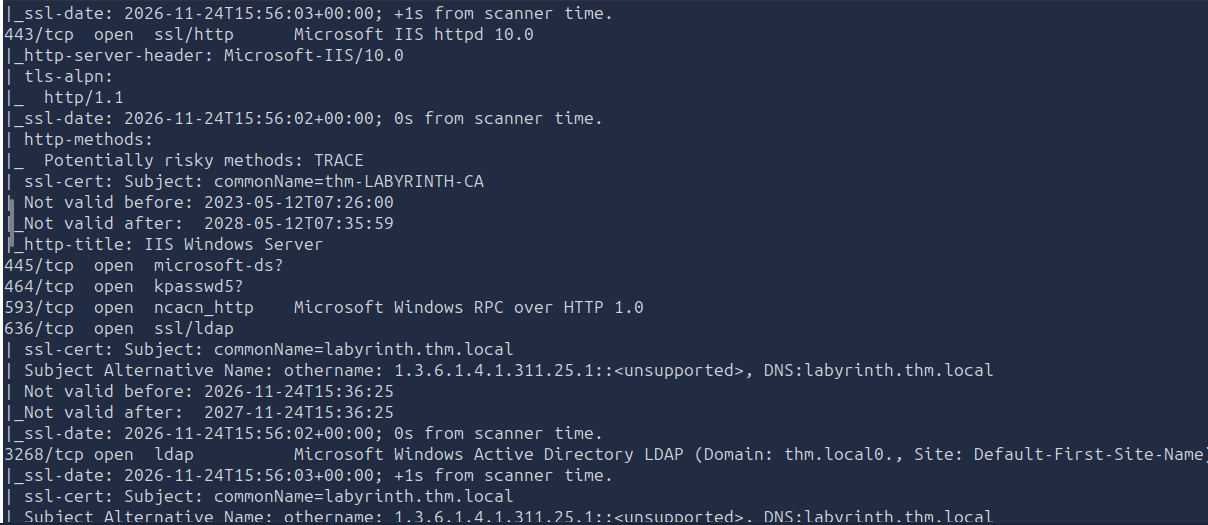 |_ssl-date: 2026-11-24T15:56:03+00:00; +1s from scanner time.
443/tcp  open  ssl/http      Microsoft IIS httpd 10.0
|_http-server-header: Microsoft-IIS/10.0
| tls-alpn:
|_  http/1.1
|_ssl-date: 2026-11-24T15:56:02+00:00; 0s from scanner time.
| http-methods:
|_  Potentially risky methods: TRACE
| ssl-cert: Subject: commonName=thm-LABYRINTH-CA
| Not valid before: 2023-05-12T07:26:00
|_Not valid after:  2028-05-12T07:35:59
|_http-title: IIS Windows Server
445/tcp  open  microsoft-ds?
464/tcp  open  kpasswd5?
593/tcp  open  ncacn_http    Microsoft Windows RPC over HTTP 1.0
636/tcp  open  ssl/ldap
| ssl-cert: Subject: commonName=labyrinth.thm.local
| Subject Alternative Name: othername: 1.3.6.1.4.1.311.25.1::<unsupported>, DNS:labyrinth.thm.local
| Not valid before: 2026-11-24T15:36:25
|_Not valid after:  2027-11-24T15:36:25
|_ssl-date: 2026-11-24T15:56:02+00:00; 0s from scanner time.
3268/tcp open  ldap          Microsoft Windows Active Directory LDAP (Domain: thm.local0., Site: Default-First-Site-Name)
|_ssl-date: 2026-11-24T15:56:03+00:00; +1s from scanner time.
| ssl-cert: Subject: commonName=labyrinth.thm.local
| Subject Alternative Name: othername: 1.3.6.1.4.1.311.25.1::<unsupported>, DNS:labyrinth.thm.local